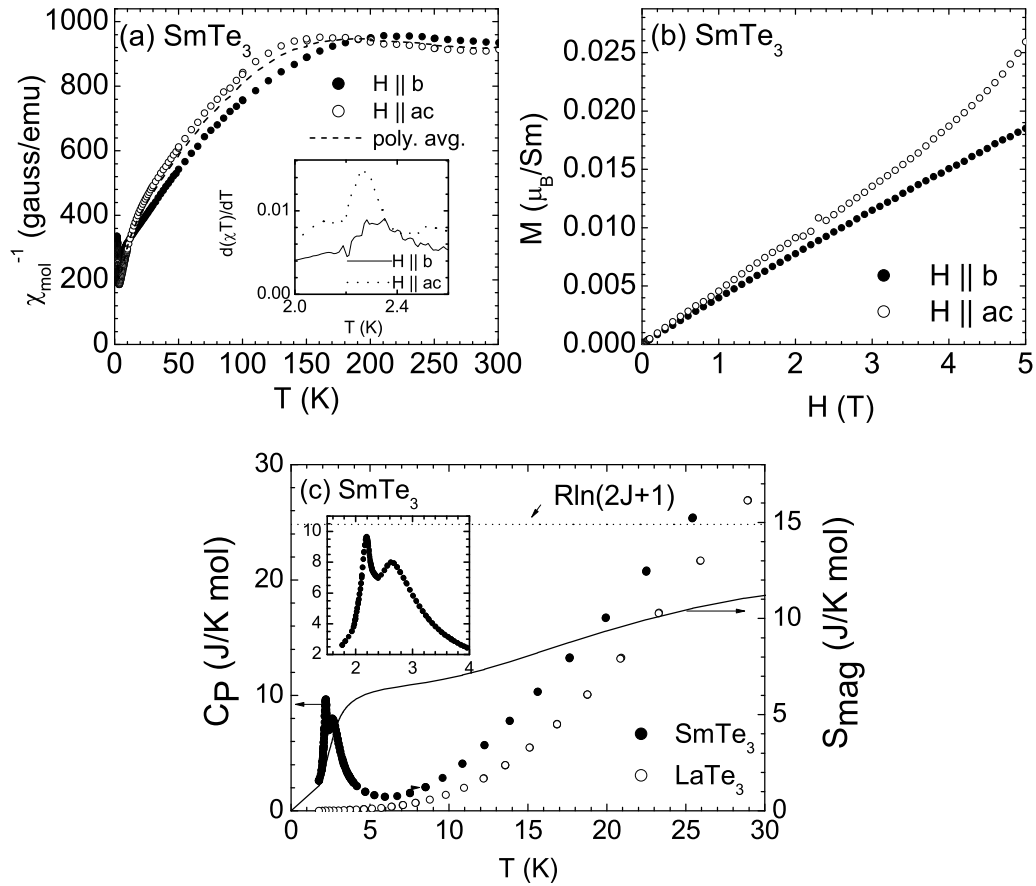 (a) SmTe3
χmol^-1 (gauss/emu)
1000
800
600
400
200
0
H || b
H || ac
poly. avg.
d(χT)/dT
0.01
0.00
2.0 2.4
T (K)
H || b
H || ac
0 50 100 150 200 250 300
T (K)
(b) SmTe3
M (μB/Sm)
0.025
0.020
0.015
0.010
0.005
0.000
H || b
H || ac
0 1 2 3 4 5
H (T)
(c) SmTe3
Rln(2J+1)
CP (J/K mol)
30
20
10
0
10
8
6
4
2
2 3 4
Smag (J/K mol)
15
10
5
0
SmTe3
LaTe3
0 5 10 15 20 25 30
T (K)